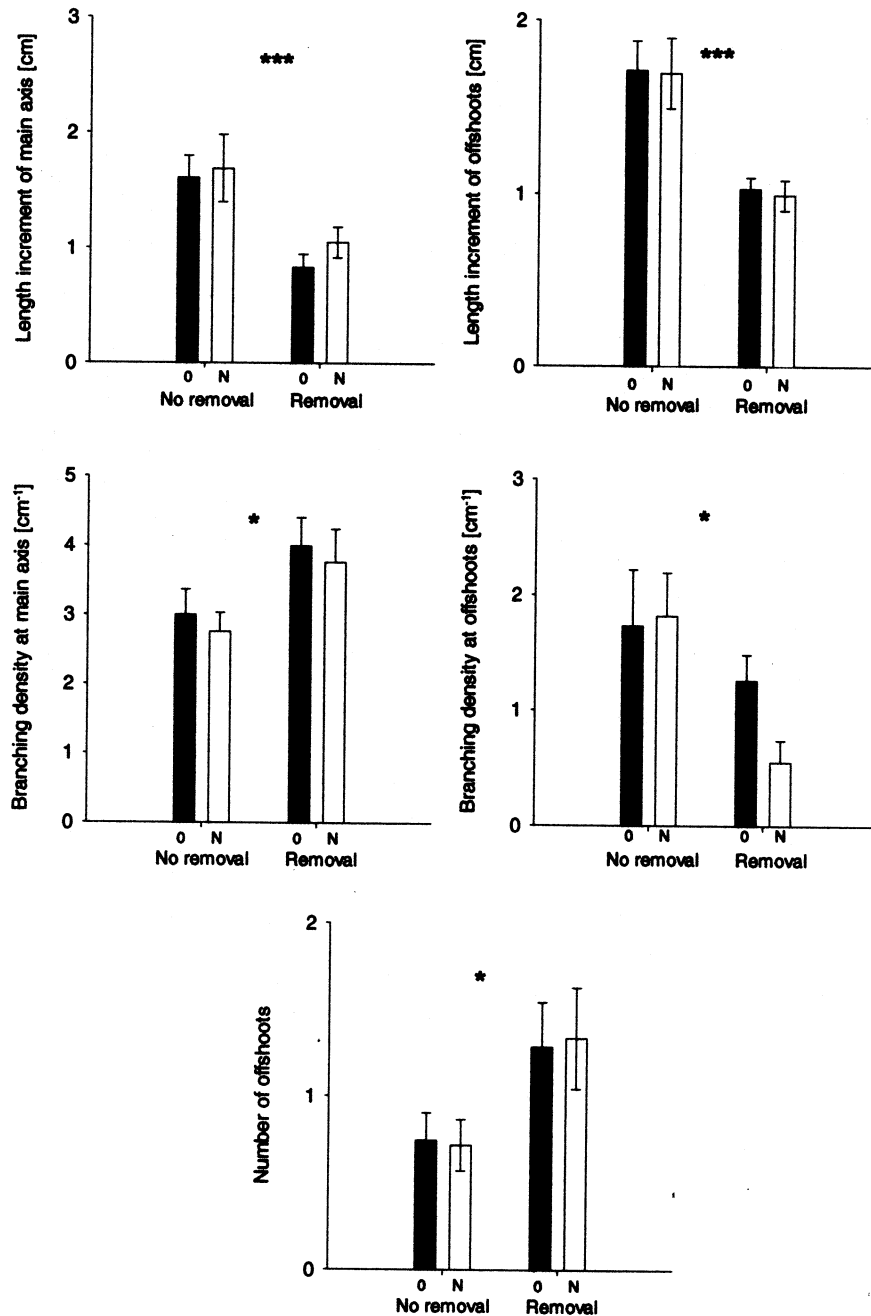 Length increment of main axis [cm]
3
2
1
0
***
0 N 0 N
No removal Removal
Length increment of offshoots [cm]
2
1
0
***
0 N 0 N
No removal Removal
Branching density at main axis [cm-1]
5
4
3
2
1
0
*
0 N 0 N
No removal Removal
Branching density at offshoots [cm-1]
3
2
1
0
*
0 N 0 N
No removal Removal
Number of offshoots
2
1
0
*
0 N 0 N
No removal Removal